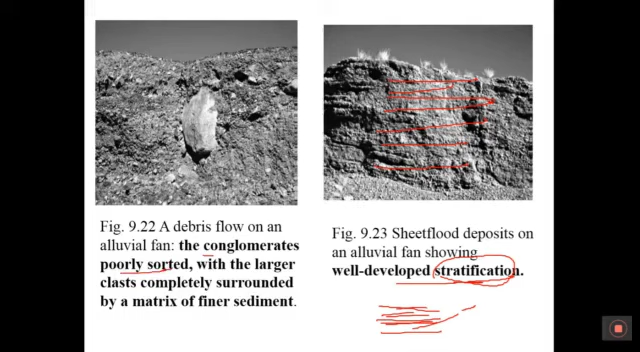 Fig. 9.22 A debris flow on an
alluvial fan: the conglomerates
poorly sorted, with the larger
clasts completely surrounded
by a matrix of finer sediment.
Fig. 9.23 Sheetflood deposits on
an alluvial fan showing
well-developed stratification.